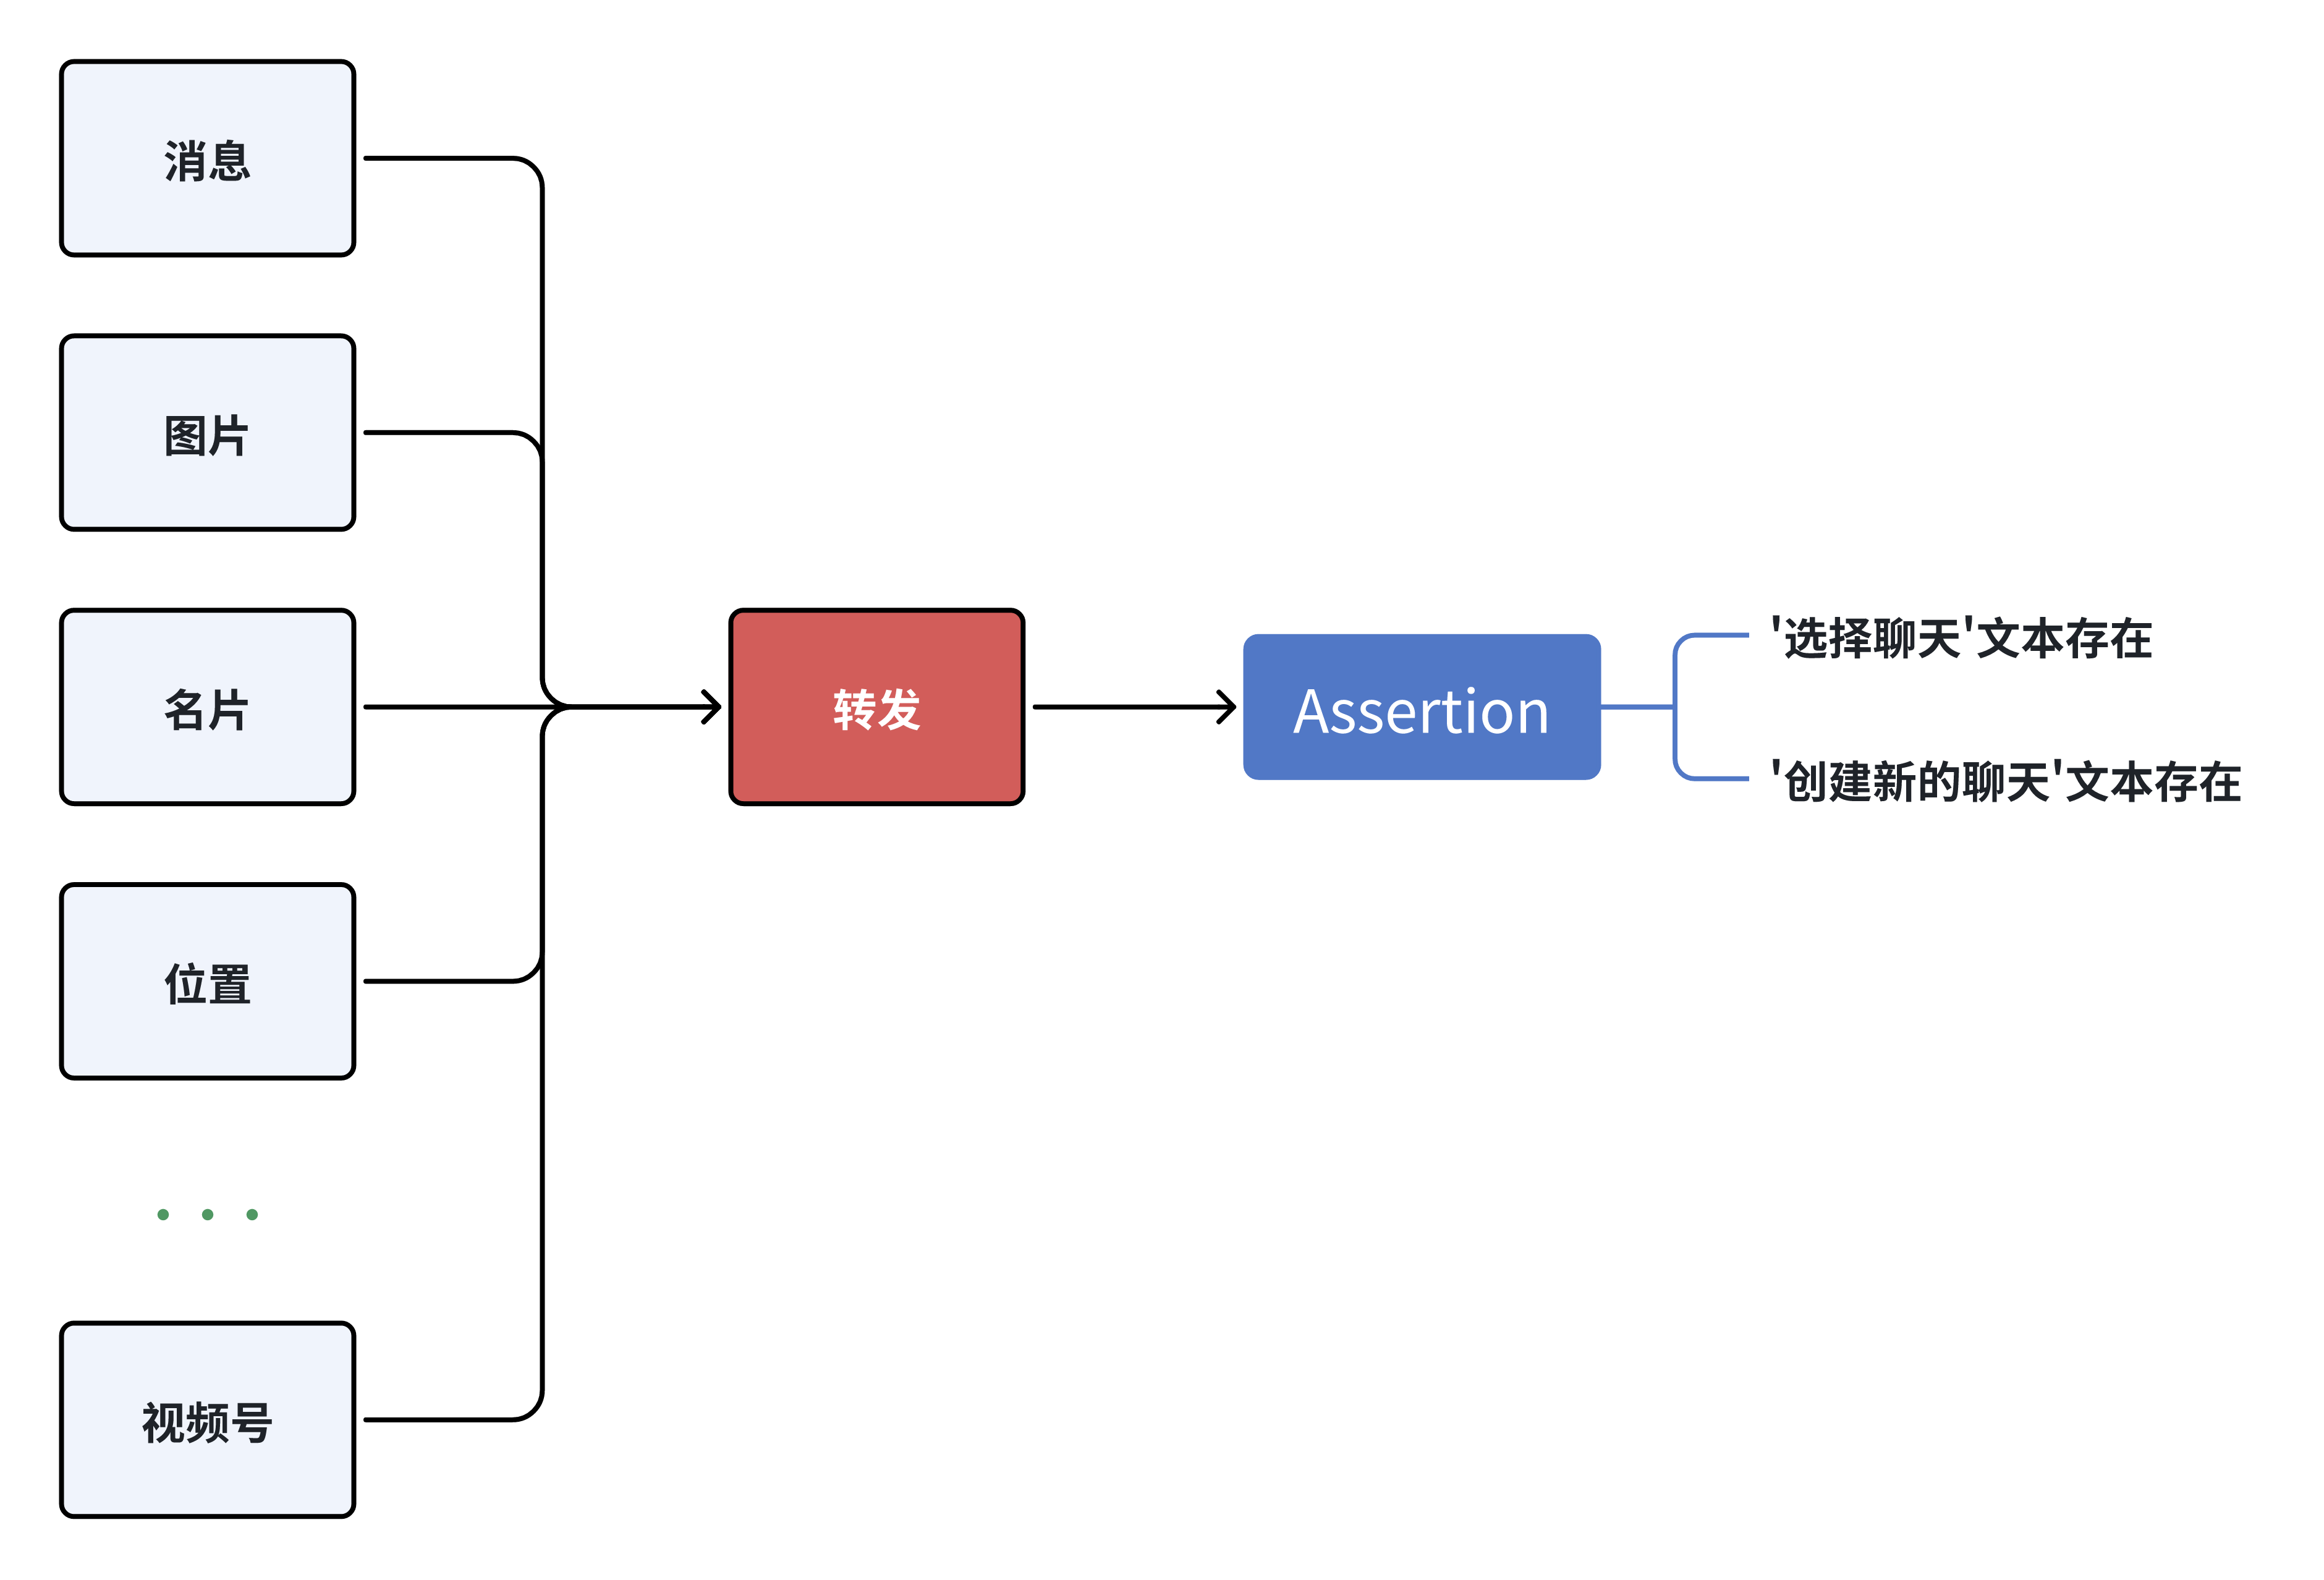 消息
图片
名片
位置
视频号
转发
Assertion
'选择聊天'文本存在
'创建新的聊天'文本存在